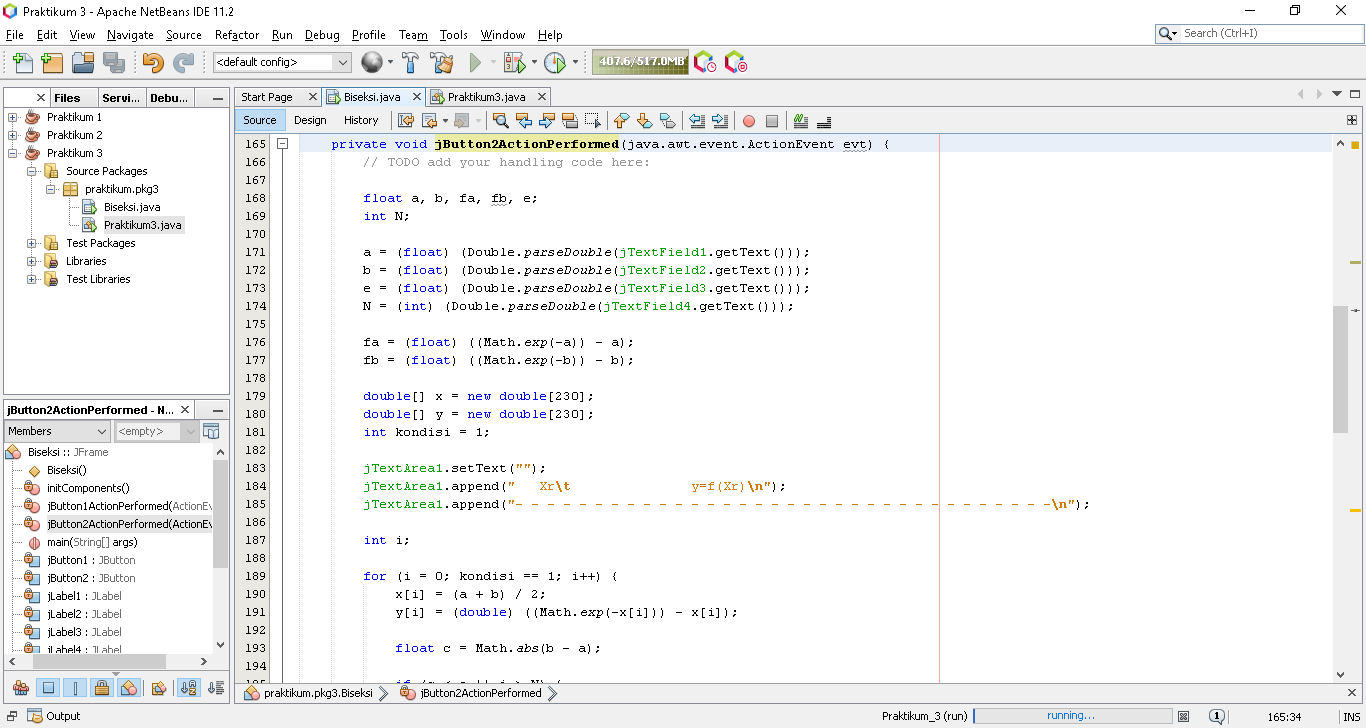 Praktikum 3 - Apache NetBeans IDE 11.2
File Edit View Navigate Source Refactor Run Debug Profile Team Tools Window Help
Search (Ctrl+I)
<default config>
407.6/517.0MB
Files Servi... Debu...
Start Page Biseksi.java Praktikum3.java
Praktikum 1
Praktikum 2
Praktikum 3
Source Packages
praktikum.pkg3
Biseksi.java
Praktikum3.java
Test Packages
Libraries
Test Libraries
Source Design History
165 private void jButton2ActionPerformed(java.awt.event.ActionEvent evt) {
166 // TODO add your handling code here:
167
168 float a, b, fa, fb, e;
169 int N;
170
171 a = (float) (Double.parseDouble(jTextField1.getText()));
172 b = (float) (Double.parseDouble(jTextField2.getText()));
173 e = (float) (Double.parseDouble(jTextField3.getText()));
174 N = (int) (Double.parseDouble(jTextField4.getText()));
175
176 fa = (float) ((Math.exp(-a)) - a);
177 fb = (float) ((Math.exp(-b)) - b);
178
179 double[] x = new double[230];
180 double[] y = new double[230];
181 int kondisi = 1;
182
183 jTextArea1.setText("");
184 jTextArea1.append("   Xr\t               y=f(Xr)\n");
185 jTextArea1.append("- - - - - - - - - - - - - - - - - - - - - - - - - - - - - - - - - -\n");
186
187 int i;
188
189 for (i = 0; kondisi == 1; i++) {
190 x[i] = (a + b) / 2;
191 y[i] = (double) ((Math.exp(-x[i])) - x[i]);
192
193 float c = Math.abs(b - a);
194
jButton2ActionPerformed - N...
Members <empty>
Biseksi :: JFrame
Biseksi()
initComponents()
jButton1ActionPerformed(ActionEv
jButton2ActionPerformed(ActionEv
main(String[] args)
jButton1 : JButton
jButton2 : JButton
jLabel1 : JLabel
jLabel2 : JLabel
jLabel3 : JLabel
jLabel4 : JLabel
praktikum.pkg3.Biseksi jButton2ActionPerformed
Output
Praktikum_3 (run) running... 1 165:34 INS